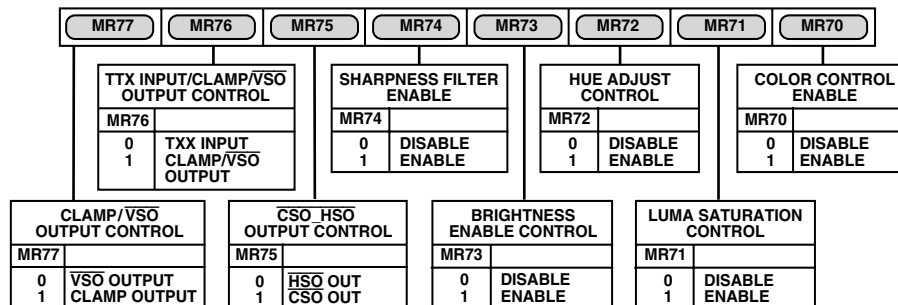 MR77 MR76 MR75 MR74 MR73 MR72 MR71 MR70
TTX INPUT/CLAMP/VSO
OUTPUT CONTROL
MR76
0 TXX INPUT
1 CLAMP/VSO
OUTPUT
SHARPNESS FILTER
ENABLE
MR74
0 DISABLE
1 ENABLE
HUE ADJUST
CONTROL
MR72
0 DISABLE
1 ENABLE
COLOR CONTROL
ENABLE
MR70
0 DISABLE
1 ENABLE
CLAMP/VSO
OUTPUT CONTROL
MR77
0 VSO OUTPUT
1 CLAMP OUTPUT
CSO_HSO
OUTPUT CONTROL
MR75
0 HSO OUT
1 CSO OUT
BRIGHTNESS
ENABLE CONTROL
MR73
0 DISABLE
1 ENABLE
LUMA SATURATION
CONTROL
MR71
0 DISABLE
1 ENABLE